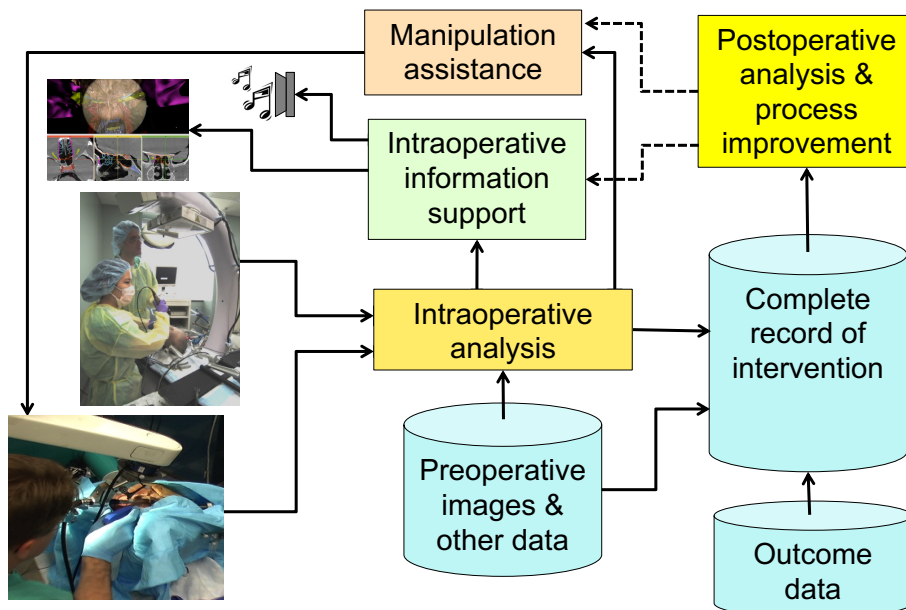 Manipulation
assistance
Postoperative
analysis &
process
improvement
Intraoperative
information
support
Intraoperative
analysis
Complete
record of
intervention
Preoperative
images &
other data
Outcome
data